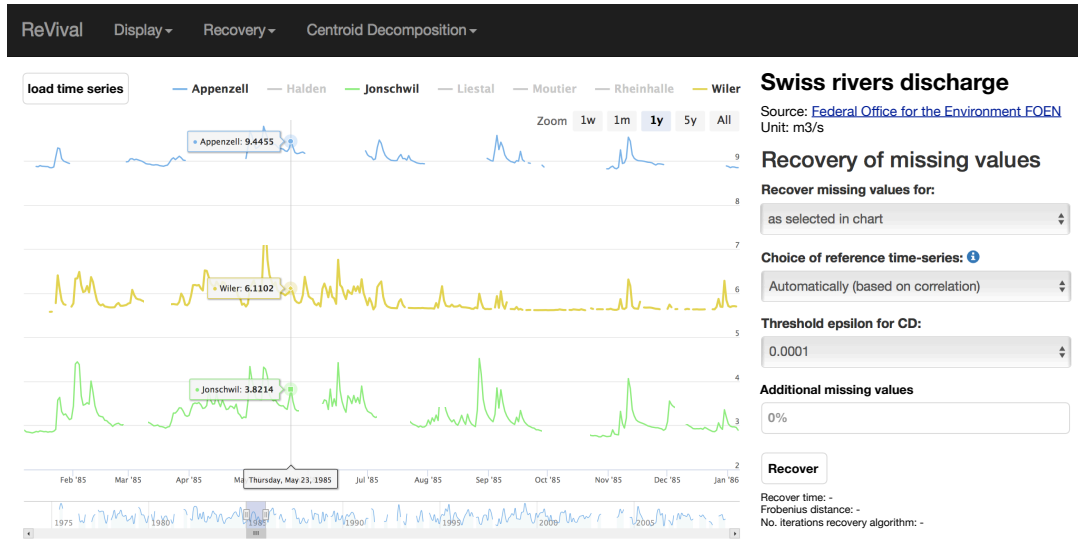 ReVival Display Recovery Centroid Decomposition
load time series
Appenzell Halden Jonschwil Liestal Moutier Rheinhalle Wiler
Zoom 1w 1m 1y 5y All
Appenzell: 9.4455
9
8
7
Wiler: 6.1102
6
5
Jonschwil: 3.8214
4
3
2
Feb '85 Mar '85 Apr '85 Ma Thursday, May 23, 1985 Jul '85 Aug '85 Sep '85 Oct '85 Nov '85 Dec '85 Jan '86
1975 1980 1985 1990 1995 2000 2005
Swiss rivers discharge
Source: Federal Office for the Environment FOEN
Unit: m3/s
Recovery of missing values
Recover missing values for:
as selected in chart
Choice of reference time-series: i
Automatically (based on correlation)
Threshold epsilon for CD:
0.0001
Additional missing values
0%
Recover
Recover time: -
Frobenius distance: -
No. iterations recovery algorithm: -